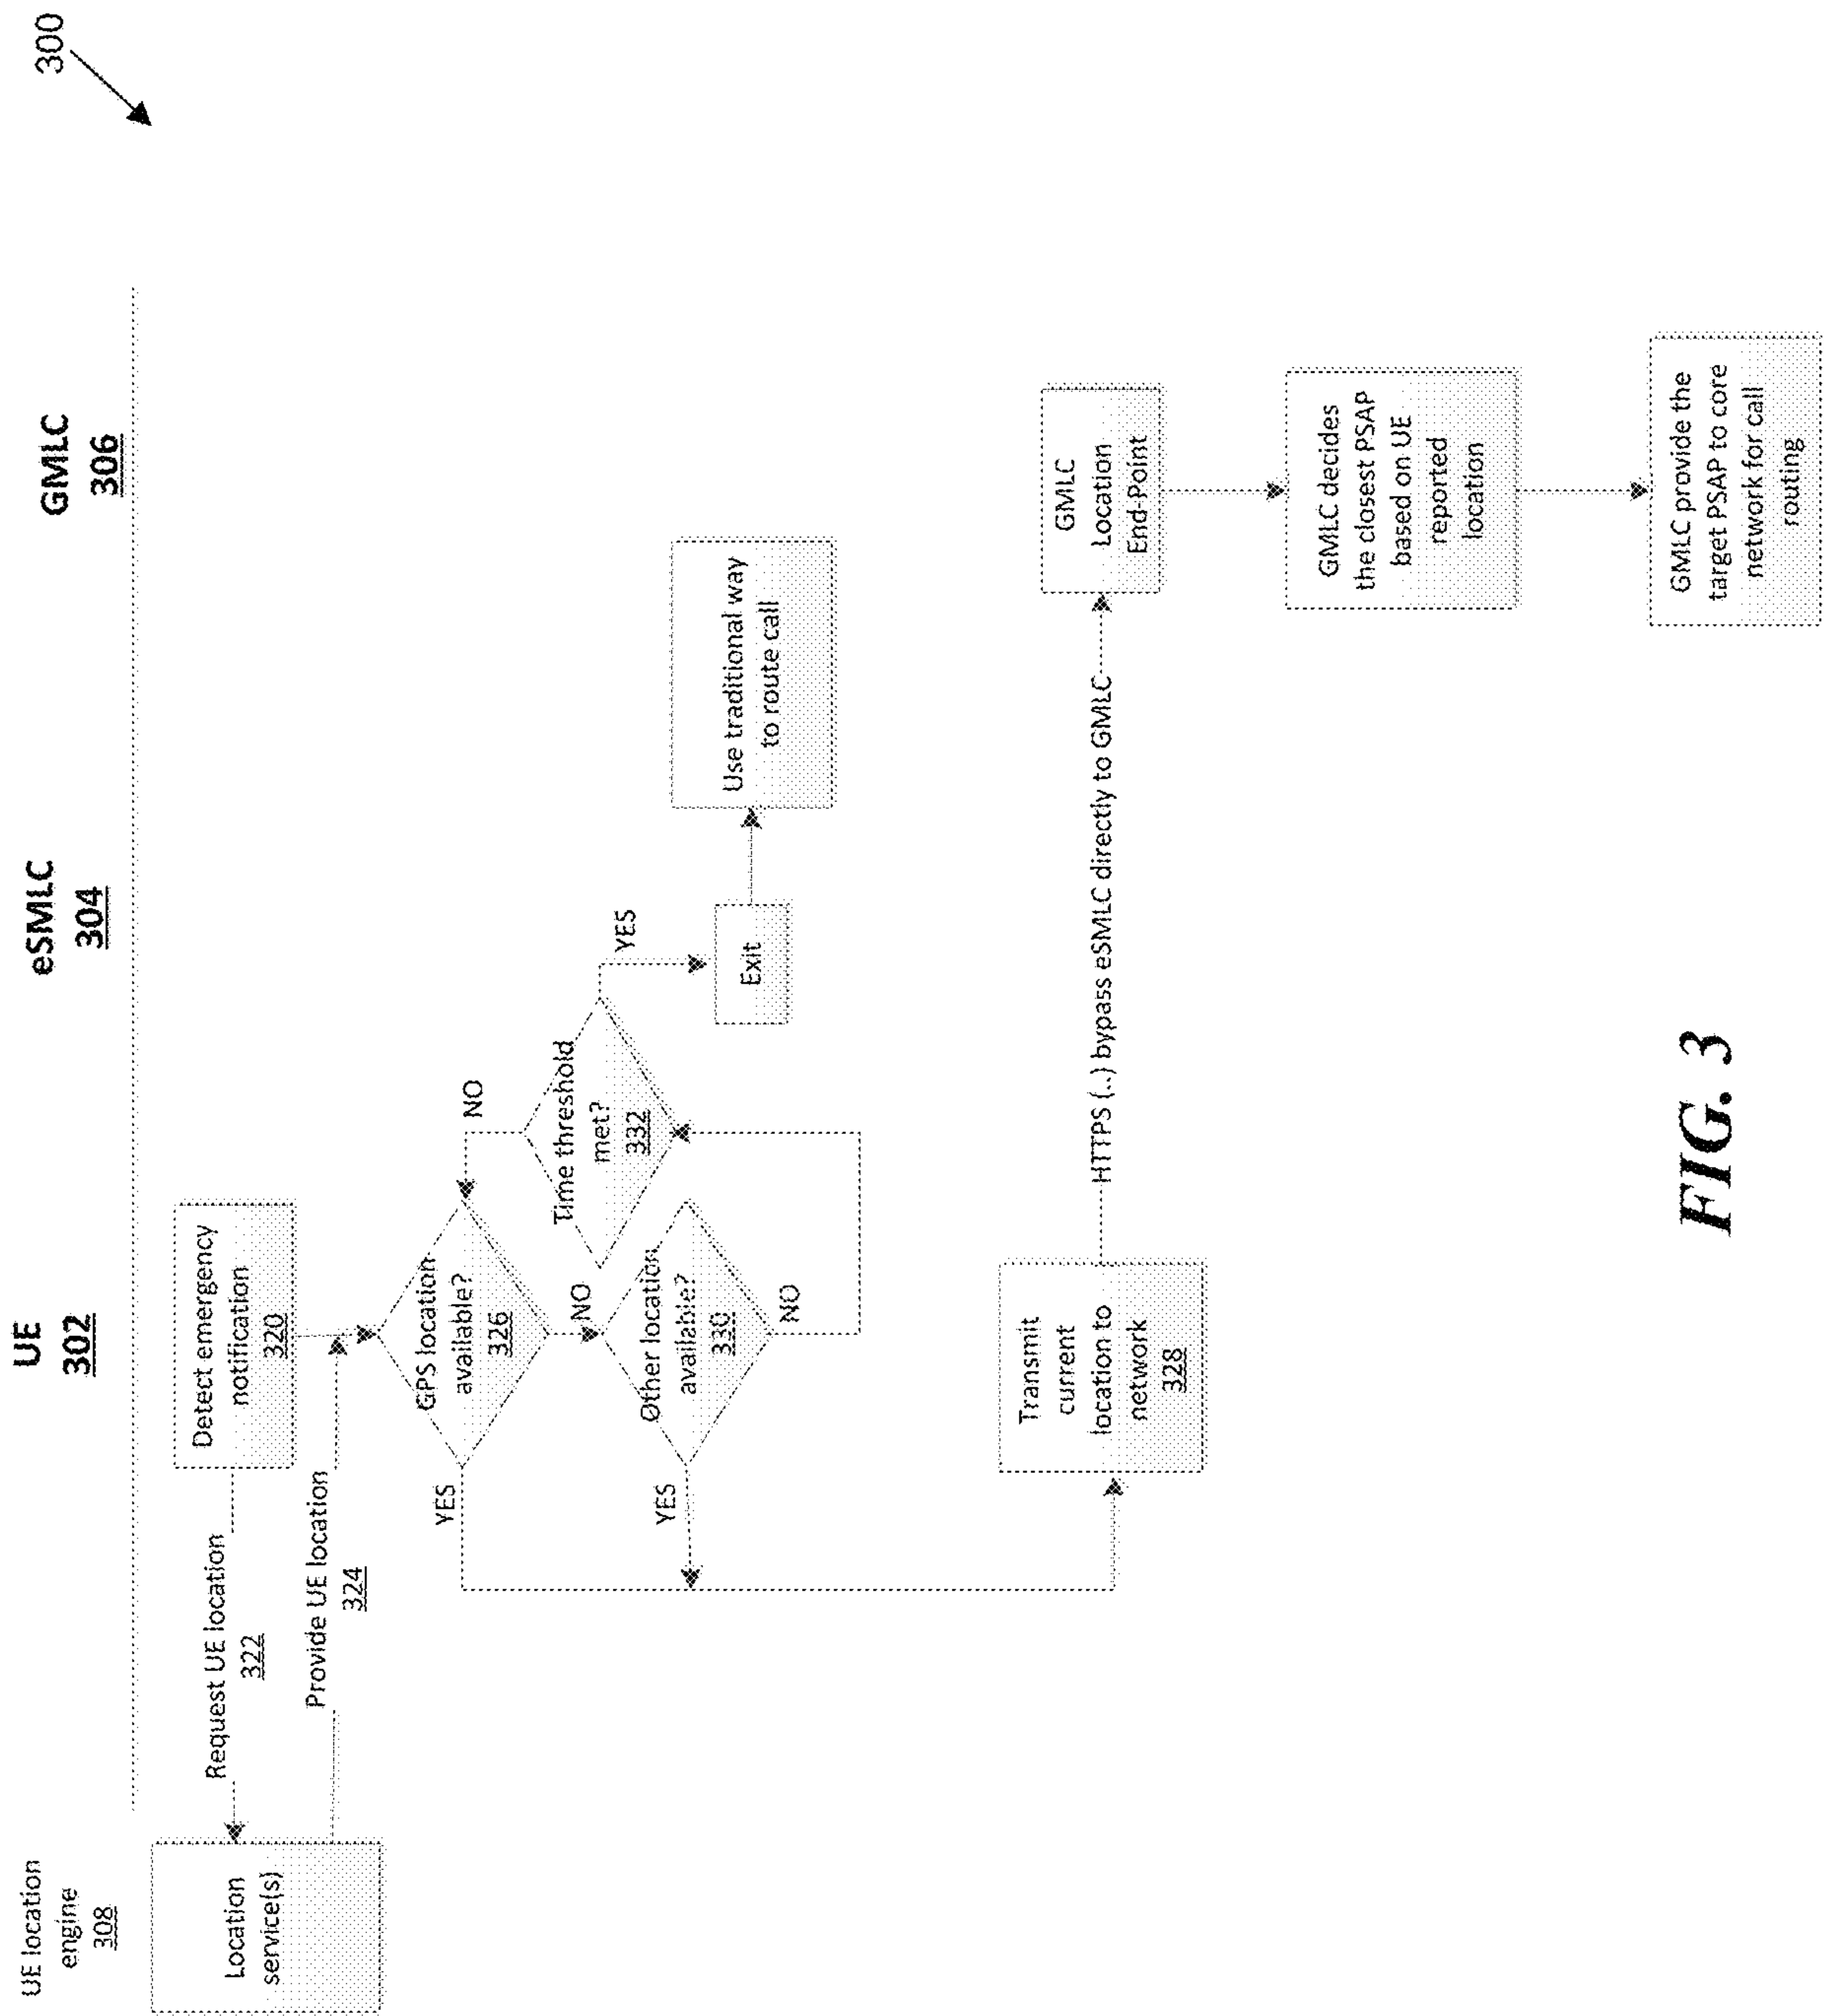 300
UE location
engine
308
UE
302
eSMLC
304
GMLC
306
Location
service(s)
Request UE location
322
Provide UE location
324
Detect emergency
notification
320
GPS location
available?
326
YES
NO
Other location
available?
330
YES
NO
Time threshold
met?
332
NO
YES
Exit
Use traditional way
to route call
Transmit
current
location to
network
328
HTTPS (..) bypass eSMLC directly to GMLC
GMLC
Location
End-Point
GMLC decides
the closest PSAP
based on UE
reported
location
GMLC provide the
target PSAP to core
network for call
routing
FIG. 3